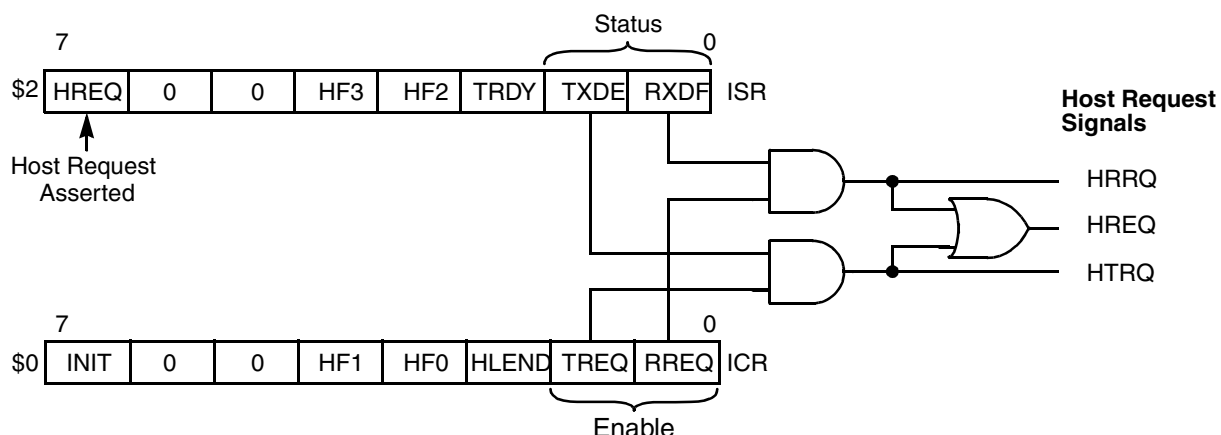 Status
7 0
$2 HREQ 0 0 HF3 HF2 TRDY TXDE RXDF ISR
Host Request
Asserted
Host Request
Signals
HRRQ
HREQ
HTRQ
7 0
$0 INIT 0 0 HF1 HF0 HLEND TREQ RREQ ICR
Enable